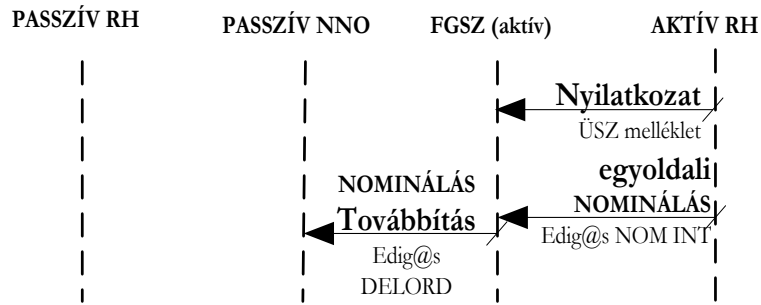 PASSZÍV RH PASSZÍV NNO FGSZ (aktív) AKTÍV RH
Nyilatkozat
ÜSZ melléklet
egyoldali
NOMINÁLÁS
Edig@s NOM INT
NOMINÁLÁS
Továbbítás
Edig@s
DELORD